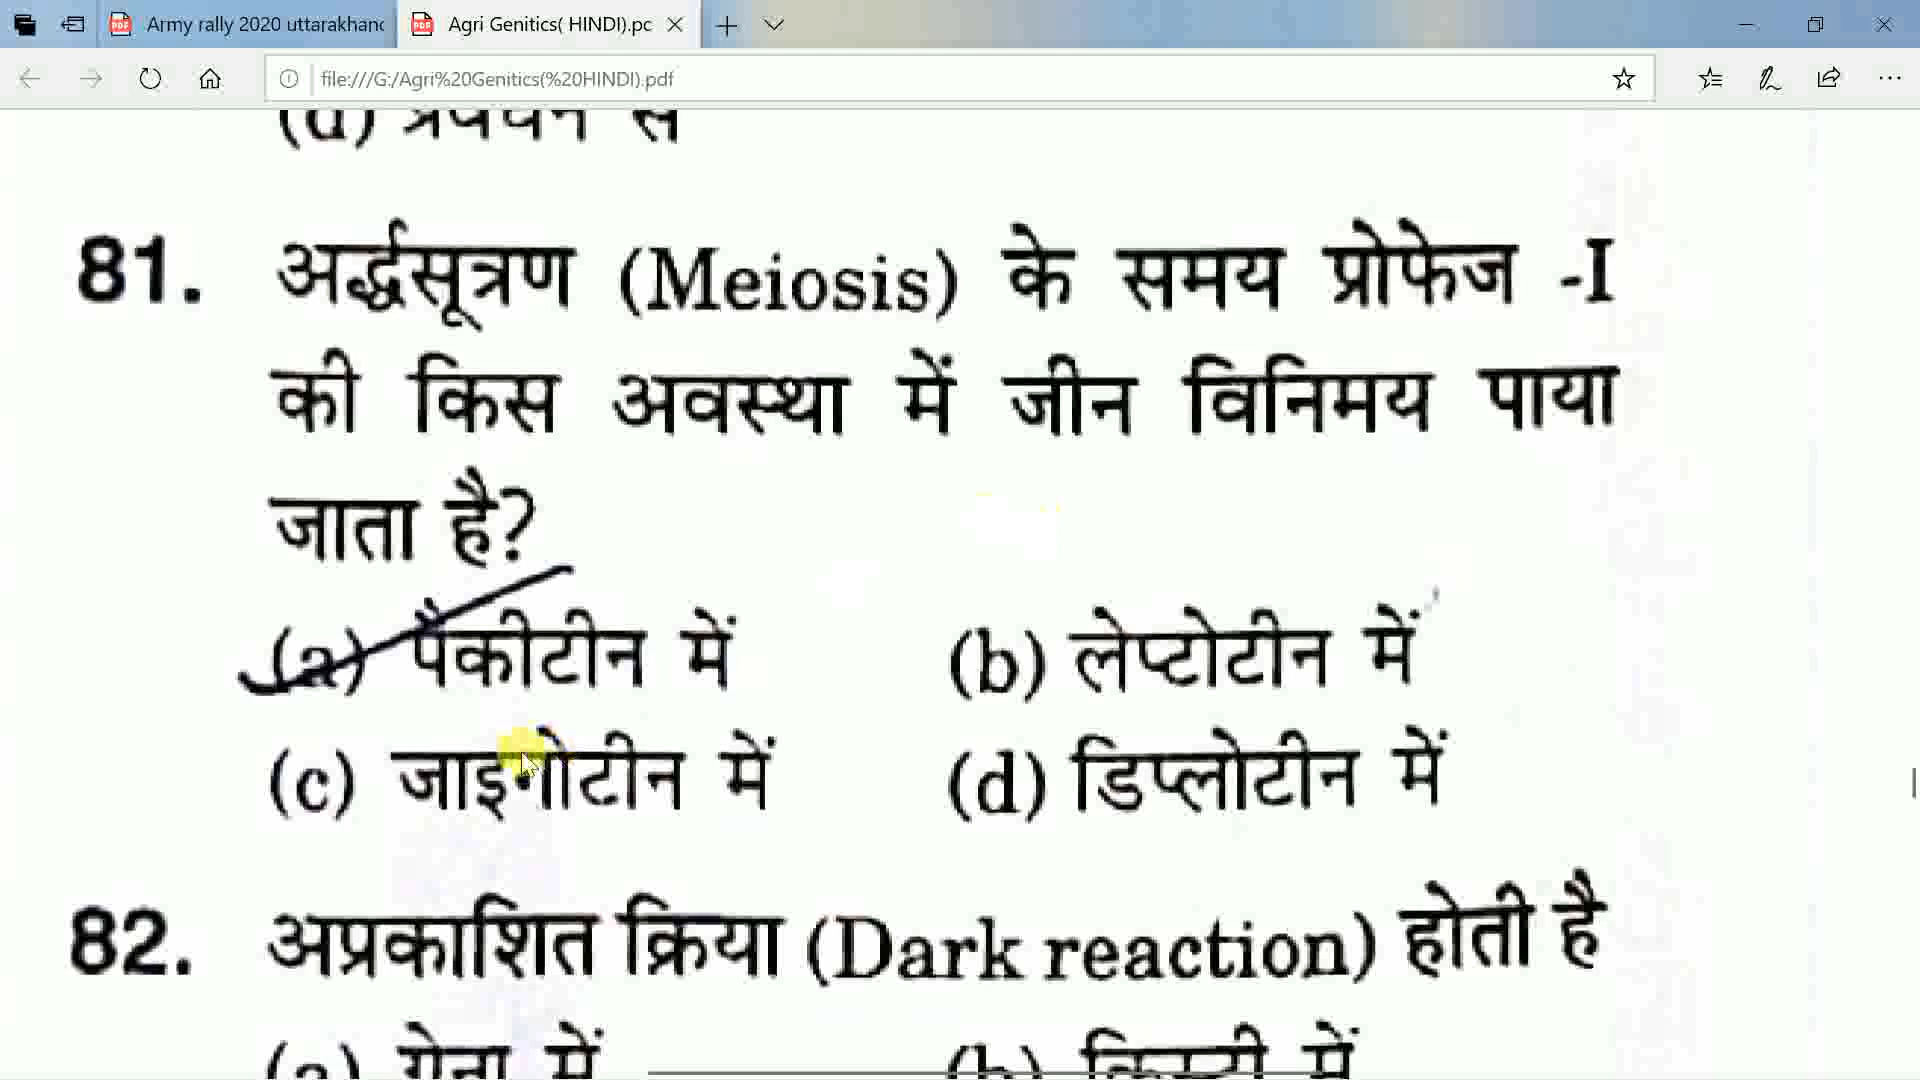 Army rally 2020 uttarakhand
Agri Genitics( HINDI).pc
file:///G:/Agri%20Genitics(%20HINDI).pdf
81. अर्द्धसूत्रण (Meiosis) के समय प्रोफेज -I
की किस अवस्था में जीन विनिमय पाया
जाता है?
(a) पैकीटीन में (b) लेप्टोटीन में
(c) जाइगोटीन में (d) डिप्लोटीन में
82. अप्रकाशित क्रिया (Dark reaction) होती है